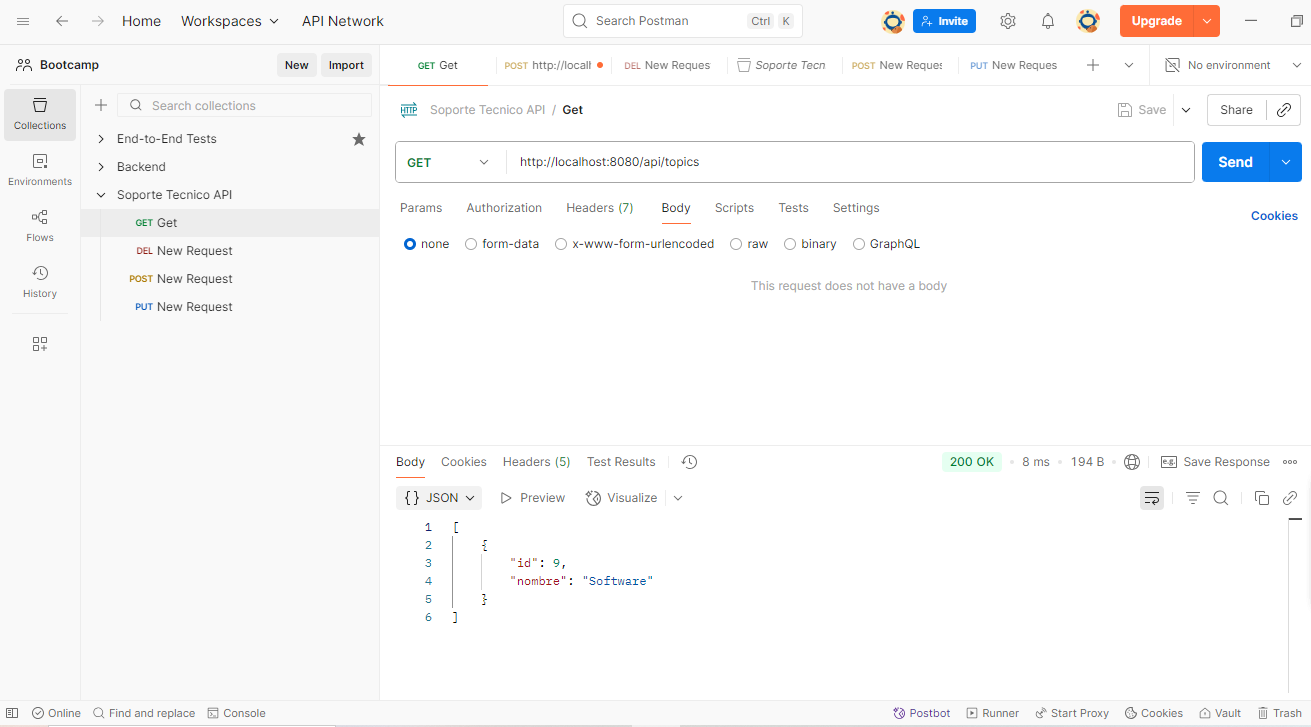 Home Workspaces API Network Search Postman Ctrl K Invite Upgrade
Bootcamp New Import GET Get POST http://locall DEL New Reques Soporte Tecn POST New Reques PUT New Reques No environment
Collections
Environments
Flows
History
Search collections
End-to-End Tests
Backend
Soporte Tecnico API
GET Get
DEL New Request
POST New Request
PUT New Request
HTTP Soporte Tecnico API / Get Save Share
GET http://localhost:8080/api/topics Send
Params Authorization Headers (7) Body Scripts Tests Settings Cookies
none form-data x-www-form-urlencoded raw binary GraphQL
This request does not have a body
Body Cookies Headers (5) Test Results 200 OK • 8 ms • 194 B • e.g. Save Response
{} JSON Preview Visualize
1 [
2 {
3 "id": 9,
4 "nombre": "Software"
5 }
6 ]
Online Find and replace Console Postbot Runner Start Proxy Cookies Vault Trash